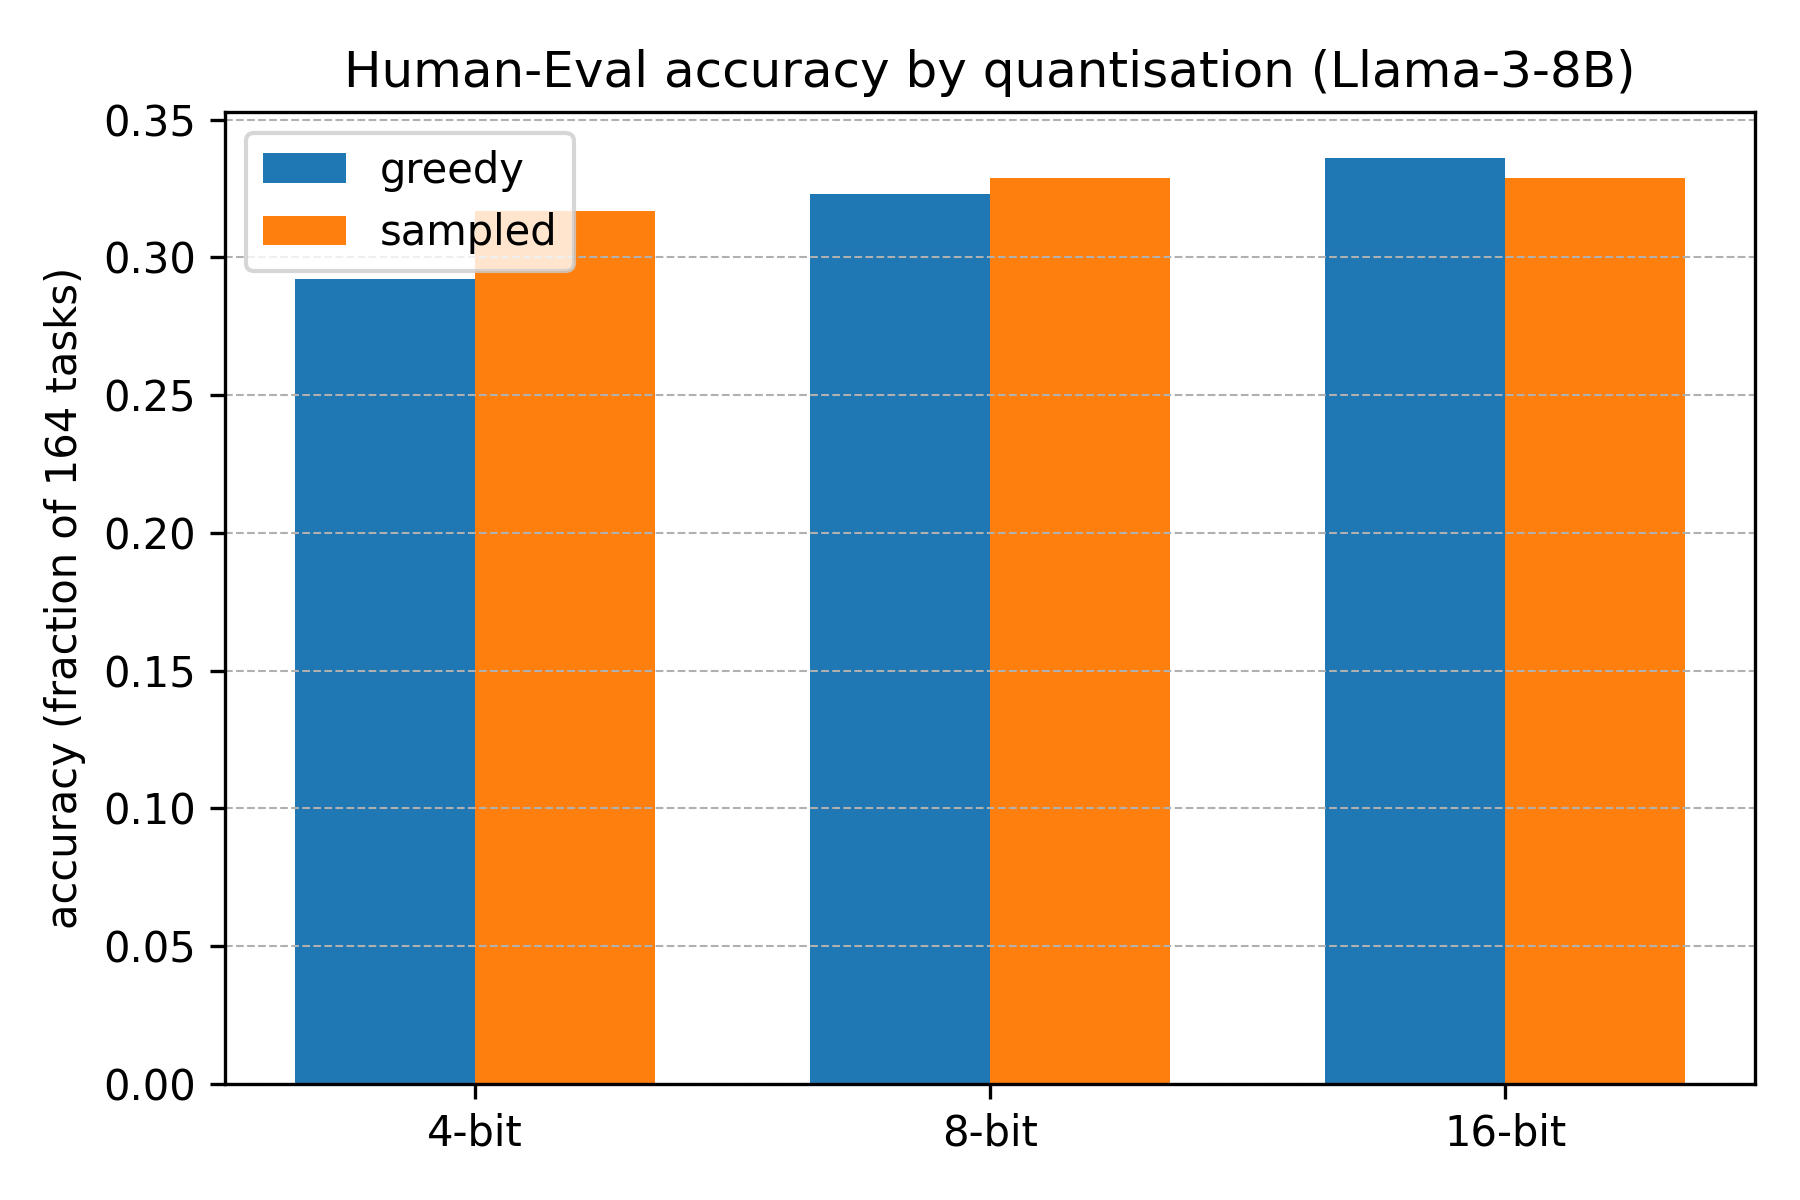 Human-Eval accuracy by quantisation (Llama-3-8B)
accuracy (fraction of 164 tasks)
0.35
0.30
0.25
0.20
0.15
0.10
0.05
0.00
greedy
sampled
4-bit
8-bit
16-bit